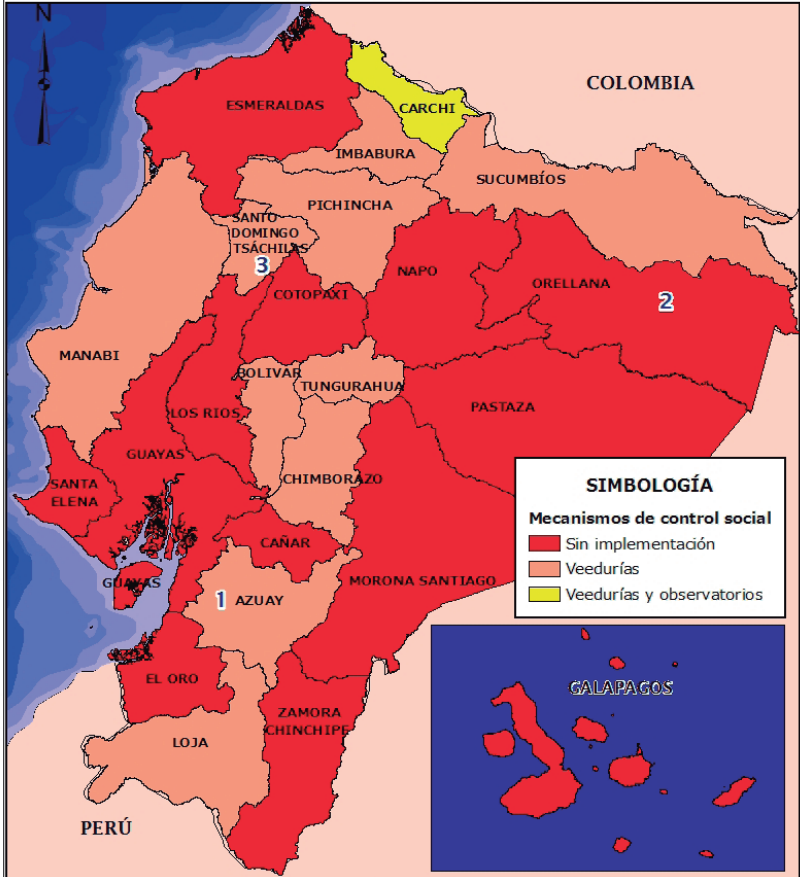 N
COLOMBIA
ESMERALDAS
CARCHI
IMBABURA
SUCUMBÍOS
PICHINCHA
SANTO
DOMINGO
TSÁCHILAS
3
NAPO
ORELLANA
2
COTOPAXI
MANABI
BOLIVAR
TUNGURAHUA
PASTAZA
LOS RIOS
GUAYAS
SANTA
ELENA
CHIMBORAZO
CAÑAR
GUAYAS
1
AZUAY
MORONA SANTIAGO
EL ORO
ZAMORA
CHINCHIPE
LOJA
PERÚ
SIMBOLOGÍA
Mecanismos de control social
Sin implementación
Veedurías
Veedurías y observatorios
GALAPAGOS